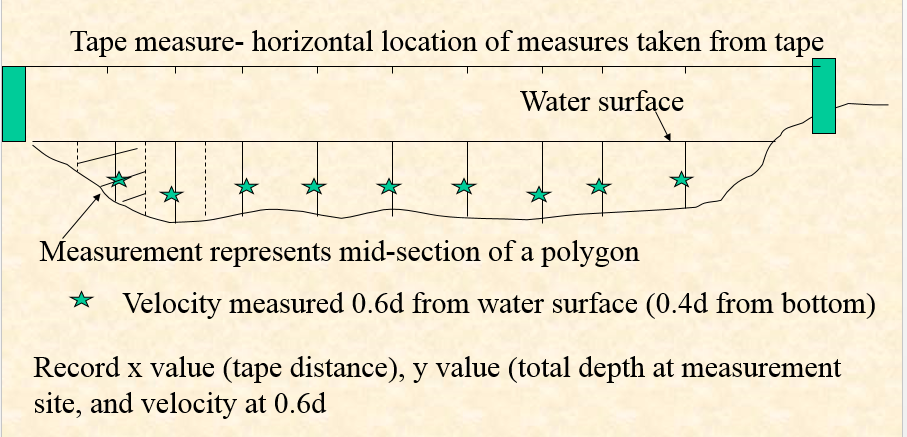 Tape measure- horizontal location of measures taken from tape
Water surface
Measurement represents mid-section of a polygon
Velocity measured 0.6d from water surface (0.4d from bottom)
Record x value (tape distance), y value (total depth at measurement
site, and velocity at 0.6d